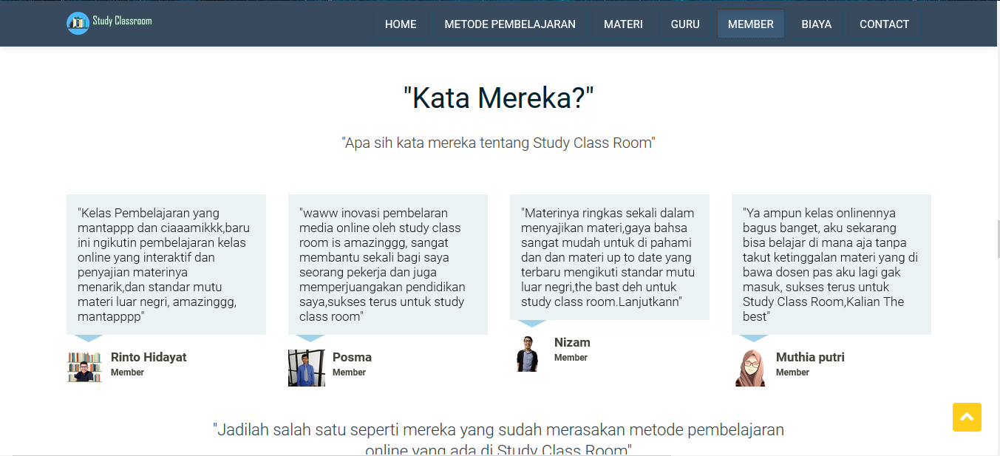 Study Classroom
HOME
METODE PEMBELAJARAN
MATERI
GURU
MEMBER
BIAYA
CONTACT
"Kata Mereka?"
"Apa sih kata mereka tentang Study Class Room"
"Kelas Pembelajaran yang
mantappp dan ciaaamikkk,baru
ini ngikutin pembelajaran kelas
online yang interaktif dan
penyajian materinya
menarik,dan standar mutu
materi luar negri, amazinggg,
mantapppp"
Rinto Hidayat
Member
"waww inovasi pembelaran
media online oleh study class
room is amazinggg, sangat
membantu sekali bagi saya
seorang pekerja dan juga
memperjuangakan pendidikan
saya,sukses terus untuk study
class room"
Posma
Member
"Materinya ringkas sekali dalam
menyajikan materi,gaya bahsa
sangat mudah untuk di pahami
dan dan materi up to date yang
terbaru mengikuti standar mutu
luar negri,the bast deh untuk
study class room.Lanjutkann"
Nizam
Member
"Ya ampun kelas onlinennya
bagus banget, aku sekarang
bisa belajar di mana aja tanpa
takut ketinggalan materi yang di
bawa dosen pas aku lagi gak
masuk, sukses terus untuk
Study Class Room,Kalian The
best"
Muthia putri
Member
"Jadilah salah satu seperti mereka yang sudah merasakan metode pembelajaran
online yang ada di Study Class Room"